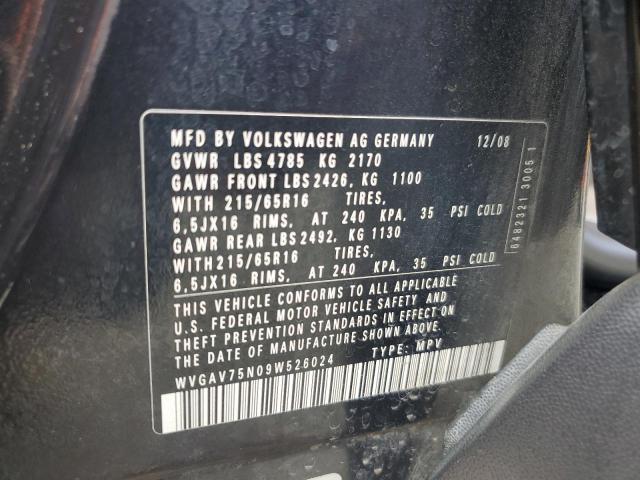 MFD BY VOLKSWAGEN AG GERMANY 12/08
GVWR LBS 4785 KG 2170
GAWR FRONT LBS 2426, KG 1100
WITH 215/65R16 TIRES,
6,5JX16 RIMS, AT 240 KPA, 35 PSI COLD
GAWR REAR LBS 2492, KG 1130
WITH 215/65R16 TIRES,
6,5JX16 RIMS, AT 240 KPA, 35 PSI COLD
THIS VEHICLE CONFORMS TO ALL APPLICABLE
U.S. FEDERAL MOTOR VEHICLE SAFETY AND
THEFT PREVENTION STANDARDS IN EFFECT ON
THE DATE OF MANUFACTURE SHOWN ABOVE.
WVGAV75N09W526024 TYPE: MPV
6482321 3005 1